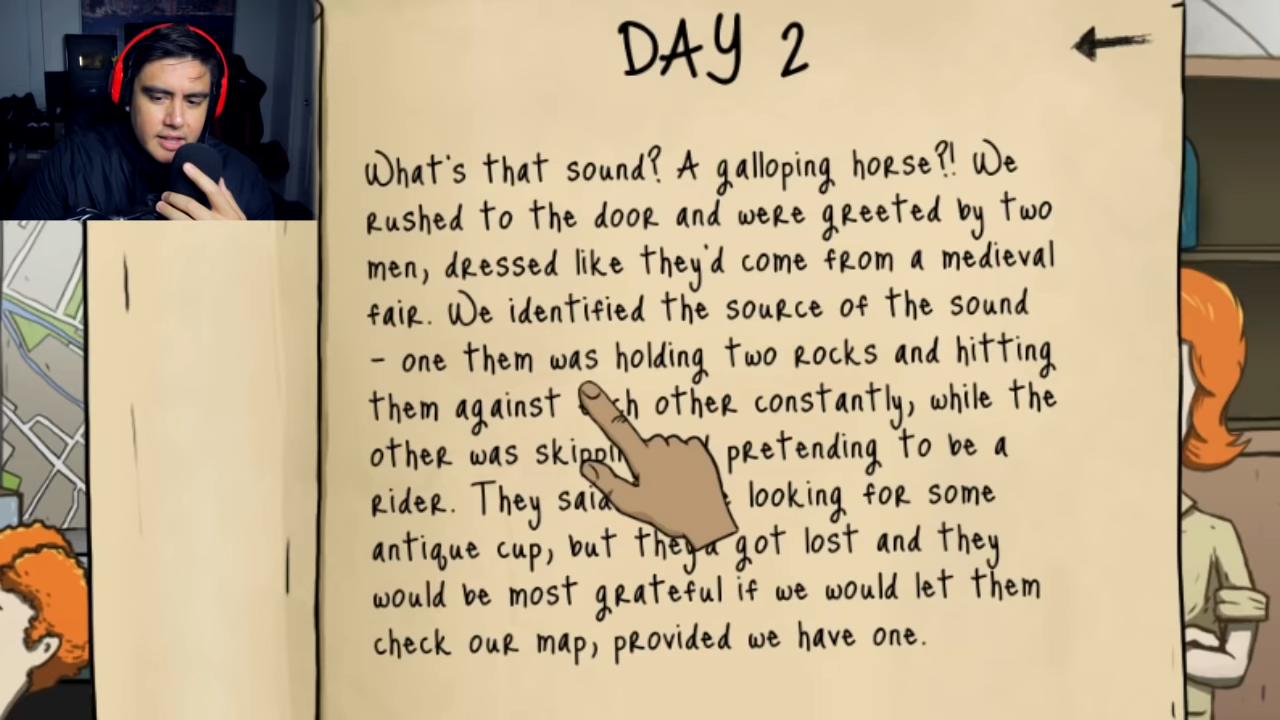 DAY 2
What's that sound? A galloping horse?! We
rushed to the door and were greeted by two
men, dressed like they'd come from a medieval
fair. We identified the source of the sound
- one them was holding two rocks and hitting
them against other constantly, while the
other was pretending to be a
rider. They said looking for some
antique cup, but they'd got lost and they
would be most grateful if we would let them
check our map, provided we have one.